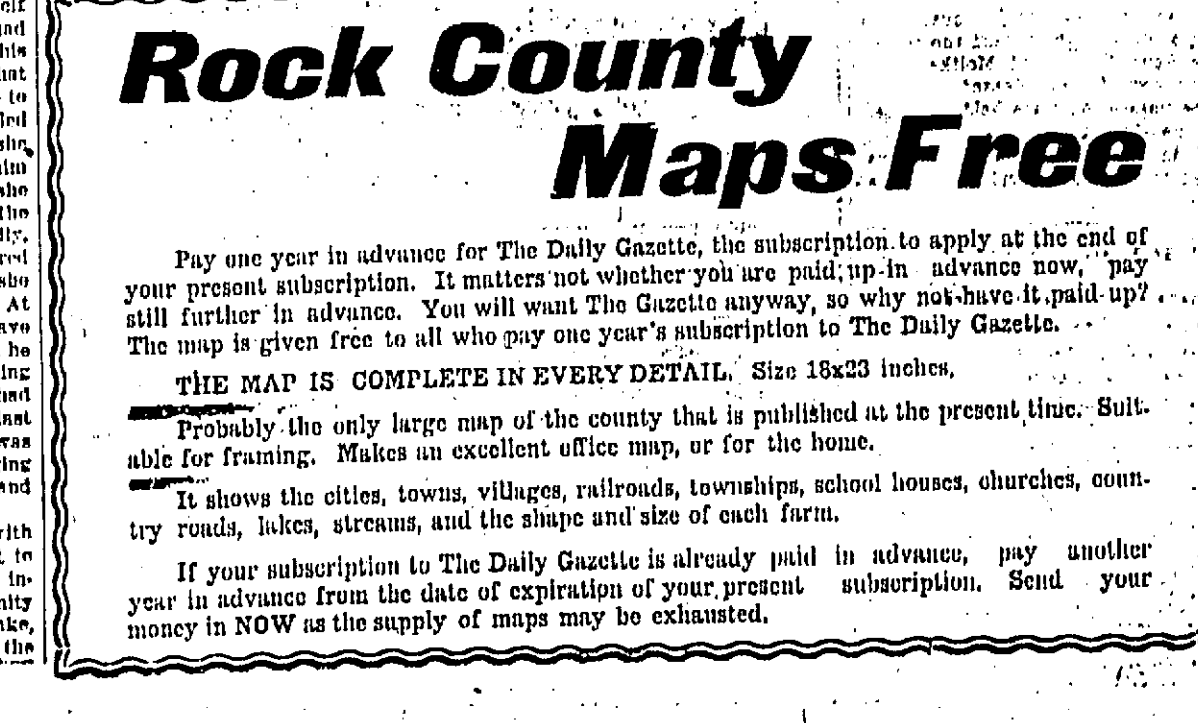 Rock County
Maps Free
Pay one year in advance for The Daily Gazette, the subscription to apply at the end of
your present subscription. It matters not whether you are paid up in advance now, pay
still further in advance. You will want The Gazette anyway, so why not have it paid up?
The map is given free to all who pay one year's subscription to The Daily Gazette.
THE MAP IS COMPLETE IN EVERY DETAIL. Size 18x23 inches.
Probably the only large map of the county that is published at the present time. Suit-
able for framing. Makes an excellent office map, or for the home.
It shows the cities, towns, villages, railroads, townships, school houses, churches, coun-
try roads, lakes, streams, and the shape and size of each farm.
If your subscription to The Daily Gazette is already paid in advance, pay another
year in advance from the date of expiration of your present subscription. Send your
money in NOW as the supply of maps may be exhausted.